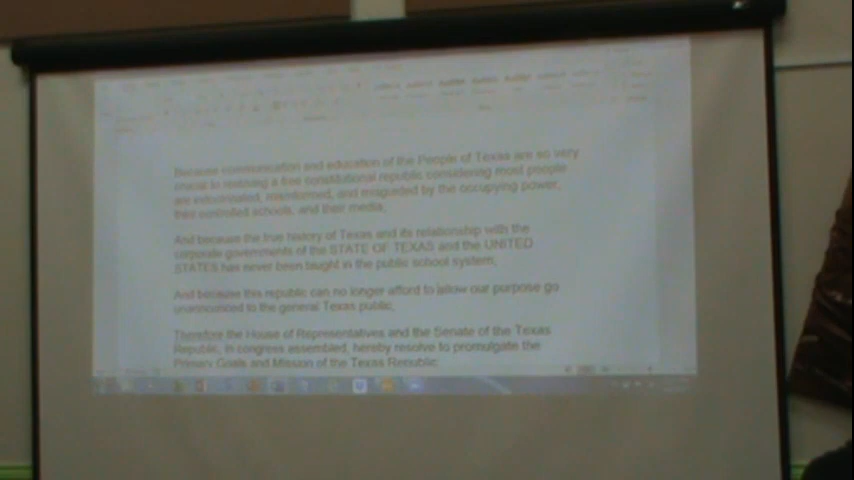 Because communication and education of the People of Texas are so very
crucial to realizing a free constitutional republic considering most people
are indoctrinated, misinformed, and misguided by the occupying power,
their controlled schools, and their media,
And because the true history of Texas and its relationship with the
corporate governments of the STATE OF TEXAS and the UNITED
STATES has never been taught in the public school system,
And because this republic can no longer afford to allow our purpose go
unannounced to the general Texas public,
Therefore the House of Representatives and the Senate of the Texas
Republic, in congress assembled, hereby resolve to promulgate the
Primary Goals and Mission of the Texas Republic